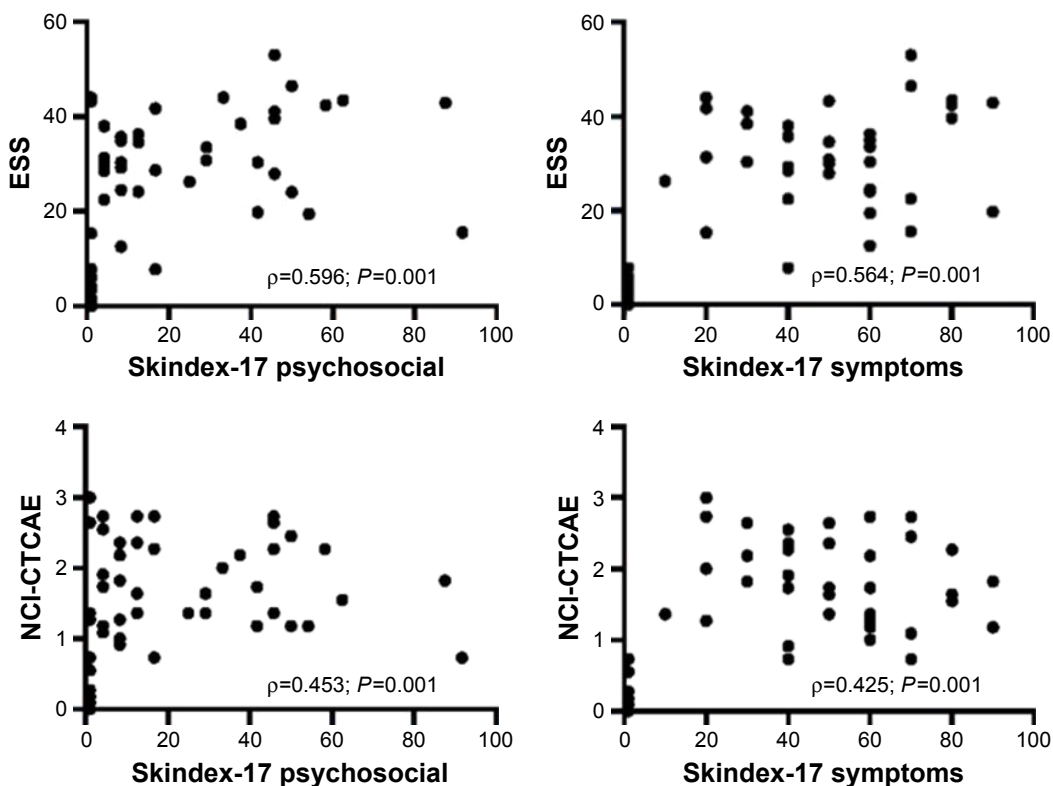 60
40
20
0
ESS
ρ=0.596; P=0.001
0 20 40 60 80 100
Skindex-17 psychosocial
60
40
20
0
ESS
ρ=0.564; P=0.001
0 20 40 60 80 100
Skindex-17 symptoms
4
3
2
1
0
NCI-CTCAE
ρ=0.453; P=0.001
0 20 40 60 80 100
Skindex-17 psychosocial
4
3
2
1
0
NCI-CTCAE
ρ=0.425; P=0.001
0 20 40 60 80 100
Skindex-17 symptoms